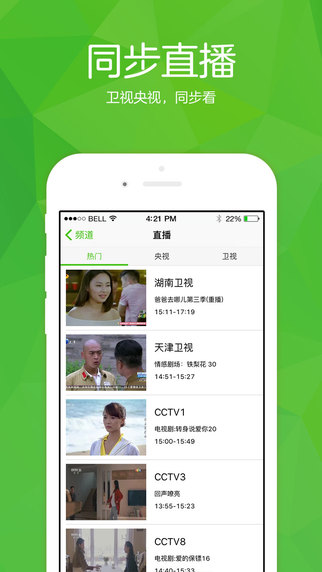 同步直播
卫视央视，同步看
BELL 4:21 PM 22%
频道 直播
热门 央视 卫视
湖南卫视
爸爸去哪儿第三季(重播)
15:11-17:19
天津卫视
情感剧场：铁梨花 30
14:51-15:27
CCTV1
电视剧:转身说爱你20
15:00-15:49
CCTV3
回声嘹亮
13:55-15:23
CCTV8
电视剧:爱的保镖16